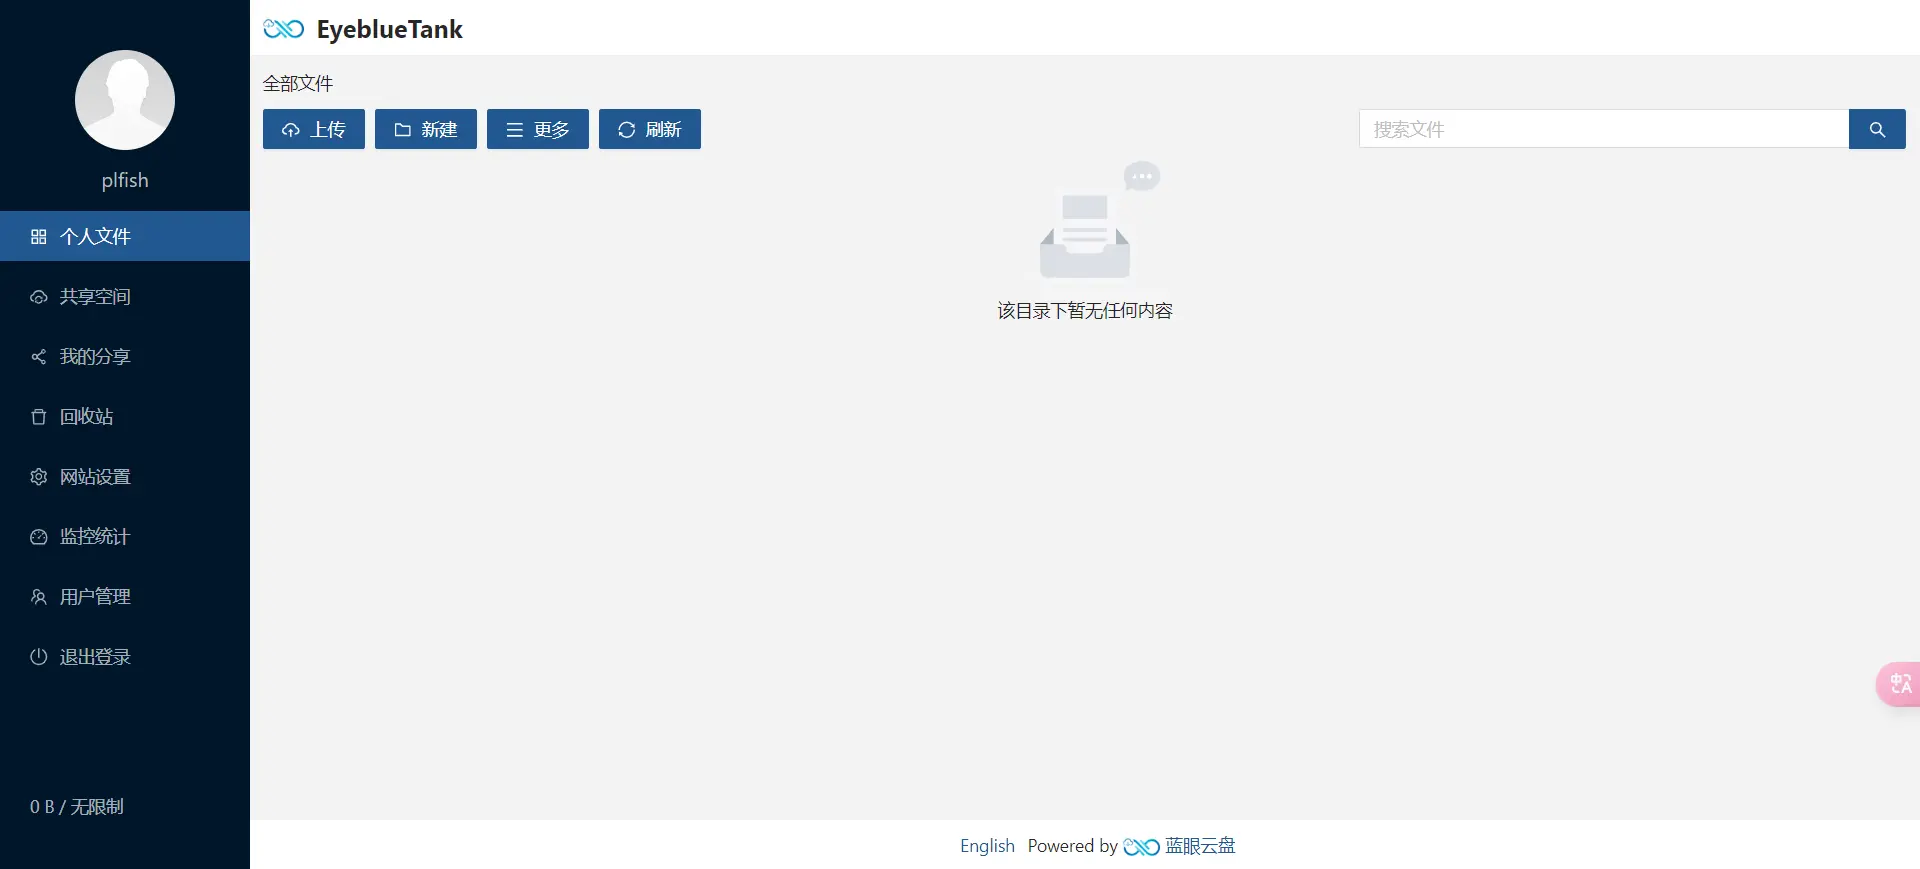 EyeblueTank
plfish
个人文件
共享空间
我的分享
回收站
网站设置
监控统计
用户管理
退出登录
0 B / 无限制
全部文件
上传 新建 更多 刷新 搜索文件
该目录下暂无任何内容
English Powered by 蓝眼云盘